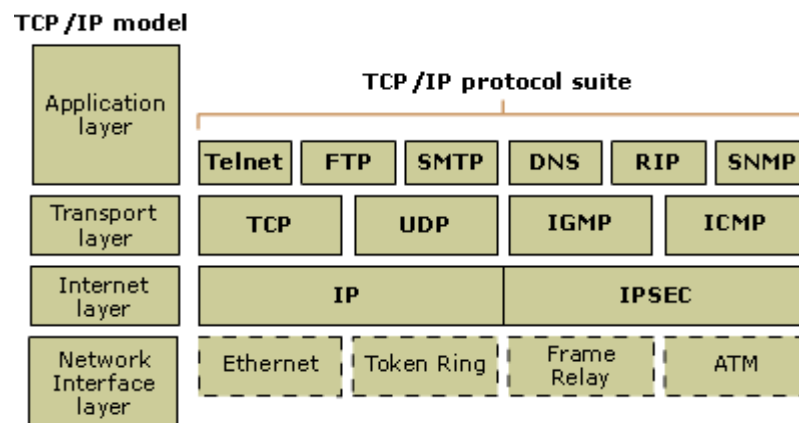 TCP/IP model
TCP/IP protocol suite
Application
layer
Telnet FTP SMTP DNS RIP SNMP
Transport
layer
TCP UDP IGMP ICMP
Internet
layer
IP IPSEC
Network
Interface
layer
Ethernet Token Ring Frame
Relay ATM